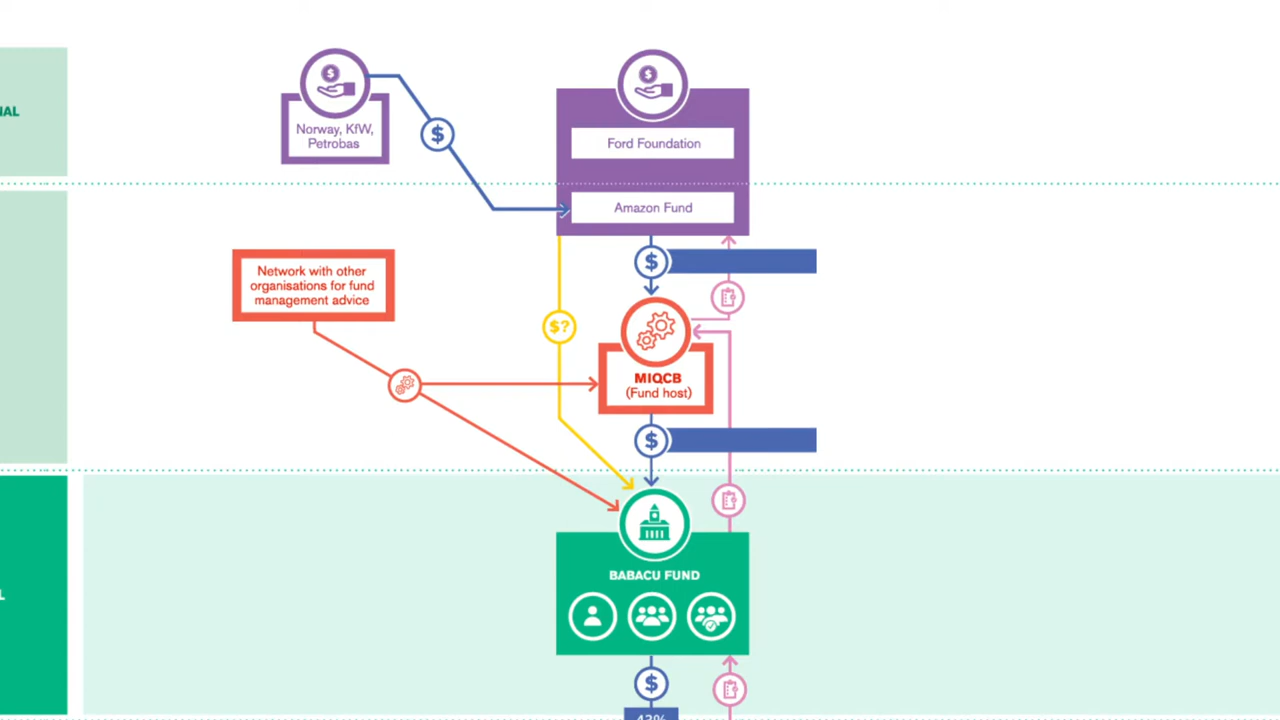 Norway, KfW,
Petrobas
$
Ford Foundation
Amazon Fund
$
Network with other
organisations for fund
management advice
$?
MIQCB
(Fund host)
$
BABACU FUND
$